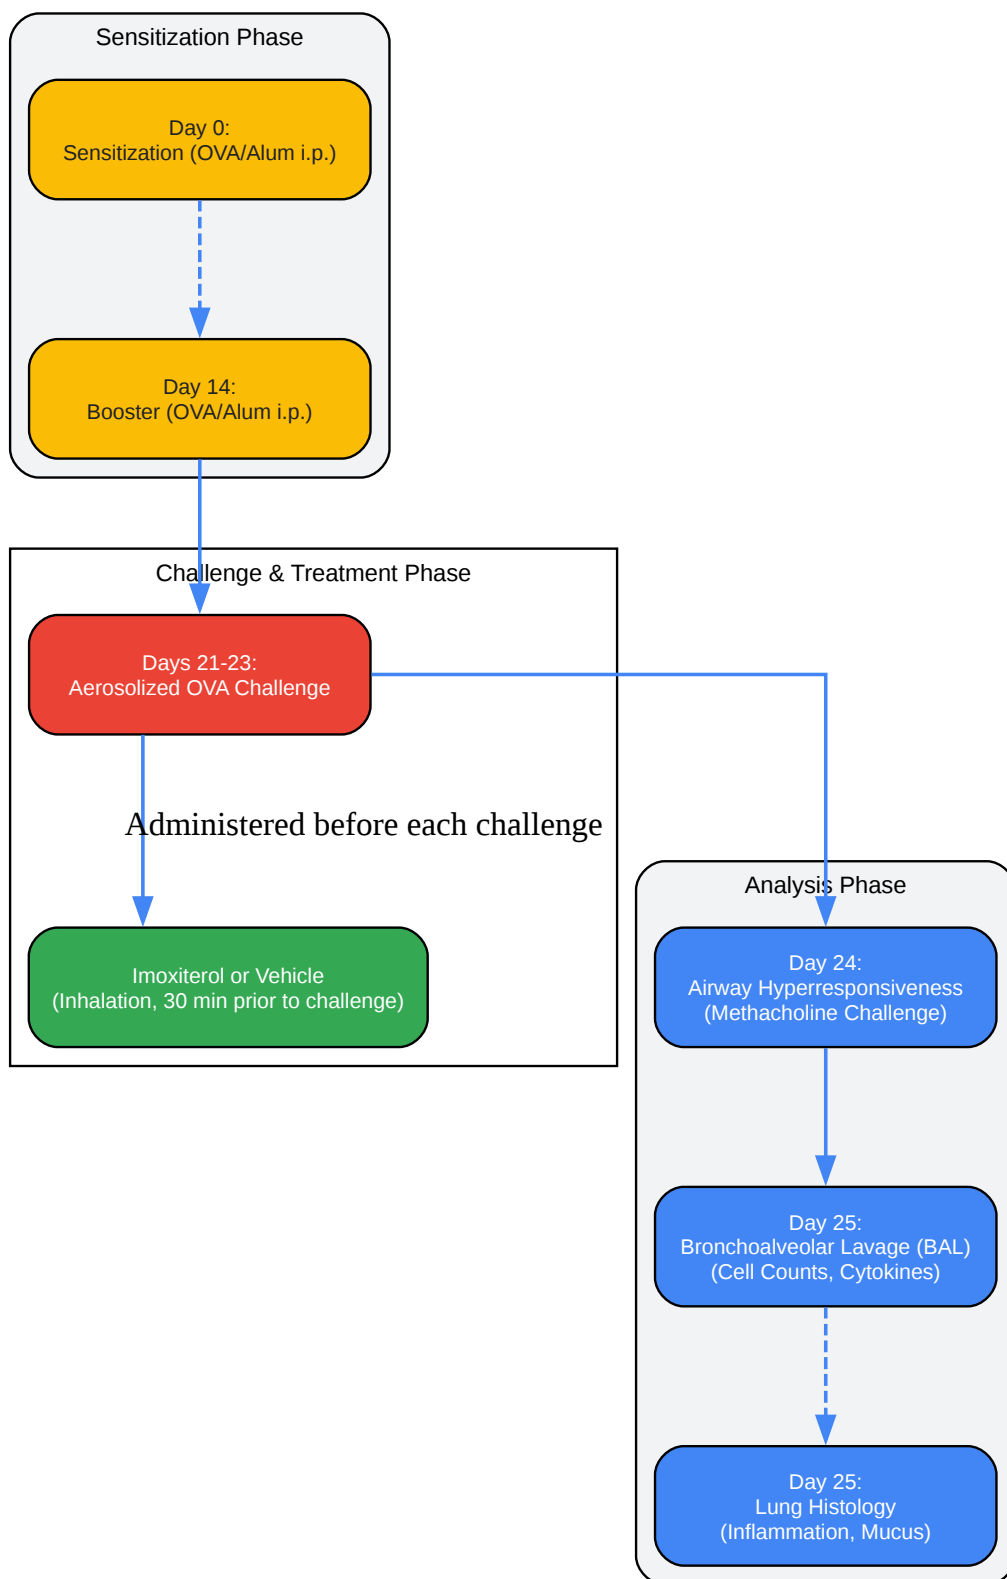 Sensitization Phase
Day 0:
Sensitization (OVA/Alum i.p.)
Day 14:
Booster (OVA/Alum i.p.)
Challenge & Treatment Phase
Days 21-23:
Aerosolized OVA Challenge
Administered before each challenge
Imoxiterol or Vehicle
(Inhalation, 30 min prior to challenge)
Analysis Phase
Day 24:
Airway Hyperresponsiveness
(Methacholine Challenge)
Day 25:
Bronchoalveolar Lavage (BAL)
(Cell Counts, Cytokines)
Day 25:
Lung Histology
(Inflammation, Mucus)